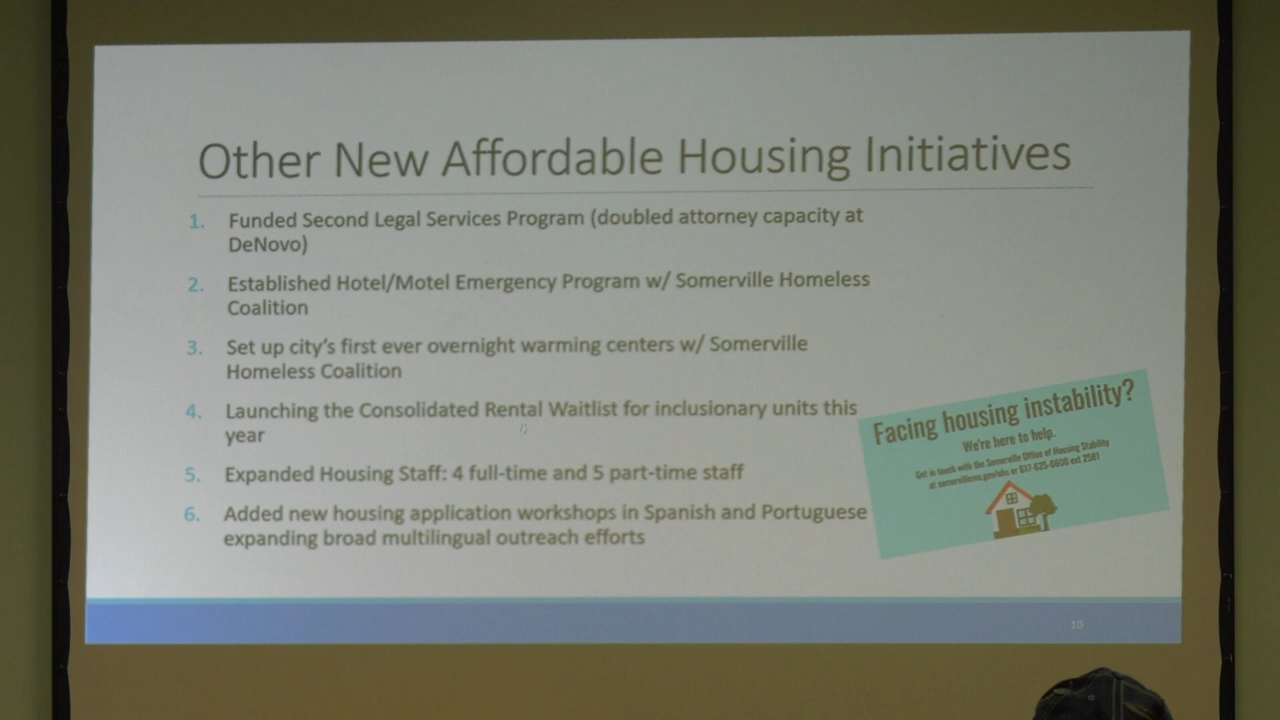 Other New Affordable Housing Initiatives
1. Funded Second Legal Services Program (doubled attorney capacity at
DeNovo)
2. Established Hotel/Motel Emergency Program w/ Somerville Homeless
Coalition
3. Set up city's first ever overnight warming centers w/ Somerville
Homeless Coalition
4. Launching the Consolidated Rental Waitlist for inclusionary units this
year
5. Expanded Housing Staff: 4 full-time and 5 part-time staff
6. Added new housing application workshops in Spanish and Portuguese
expanding broad multilingual outreach efforts
Facing housing instability?
We're here to help.
Get in touch with the Somerville Office of Housing Stability
at somervillema.gov/ohs or 617-625-6600 ext 2581
10